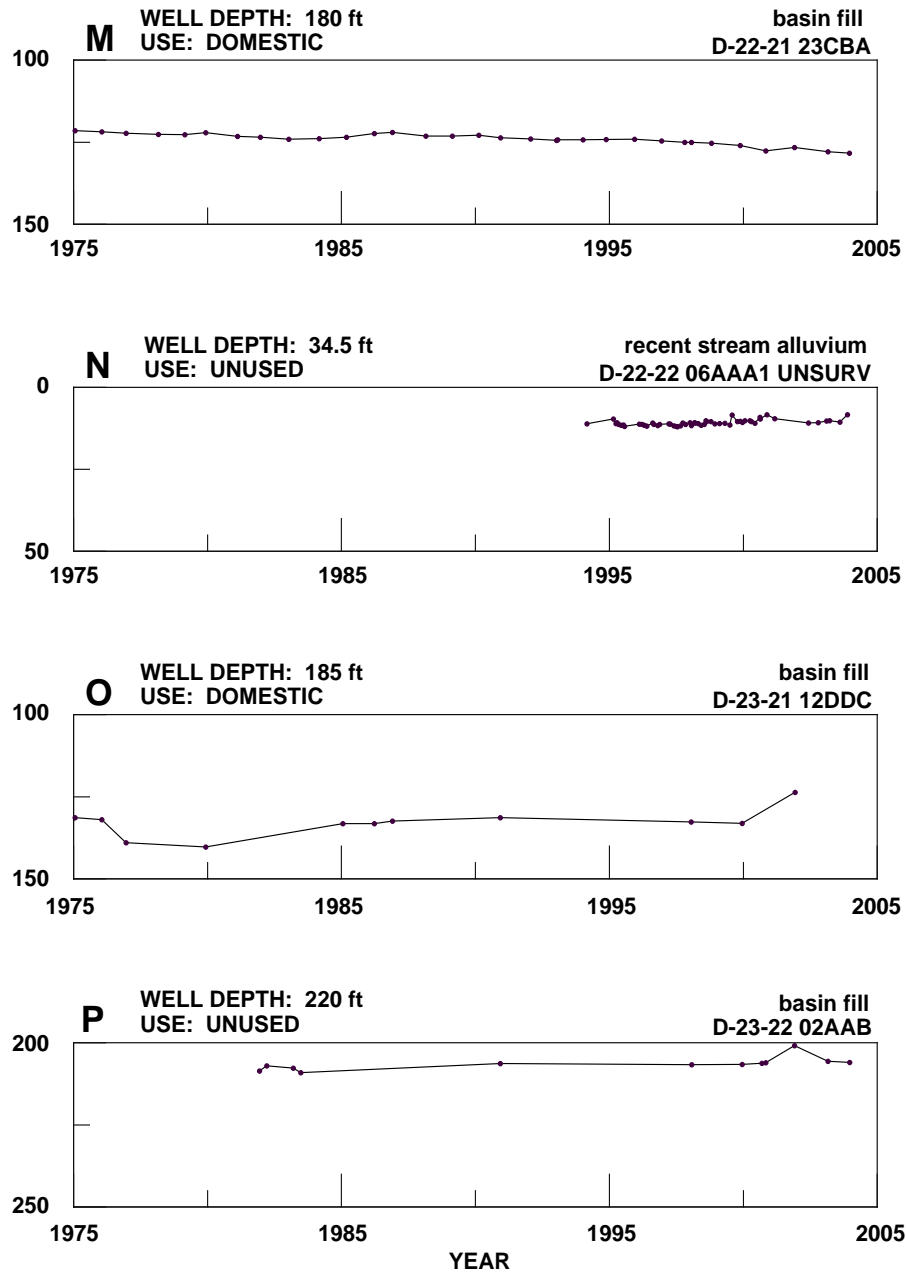 M
WELL DEPTH: 180 ft
USE: DOMESTIC
basin fill
D-22-21 23CBA
100
150
1975 1985 1995 2005
N
WELL DEPTH: 34.5 ft
USE: UNUSED
recent stream alluvium
D-22-22 06AAA1 UNSURV
0
50
1975 1985 1995 2005
O
WELL DEPTH: 185 ft
USE: DOMESTIC
basin fill
D-23-21 12DDC
100
150
1975 1985 1995 2005
P
WELL DEPTH: 220 ft
USE: UNUSED
basin fill
D-23-22 02AAB
200
250
1975 1985 1995 2005
YEAR